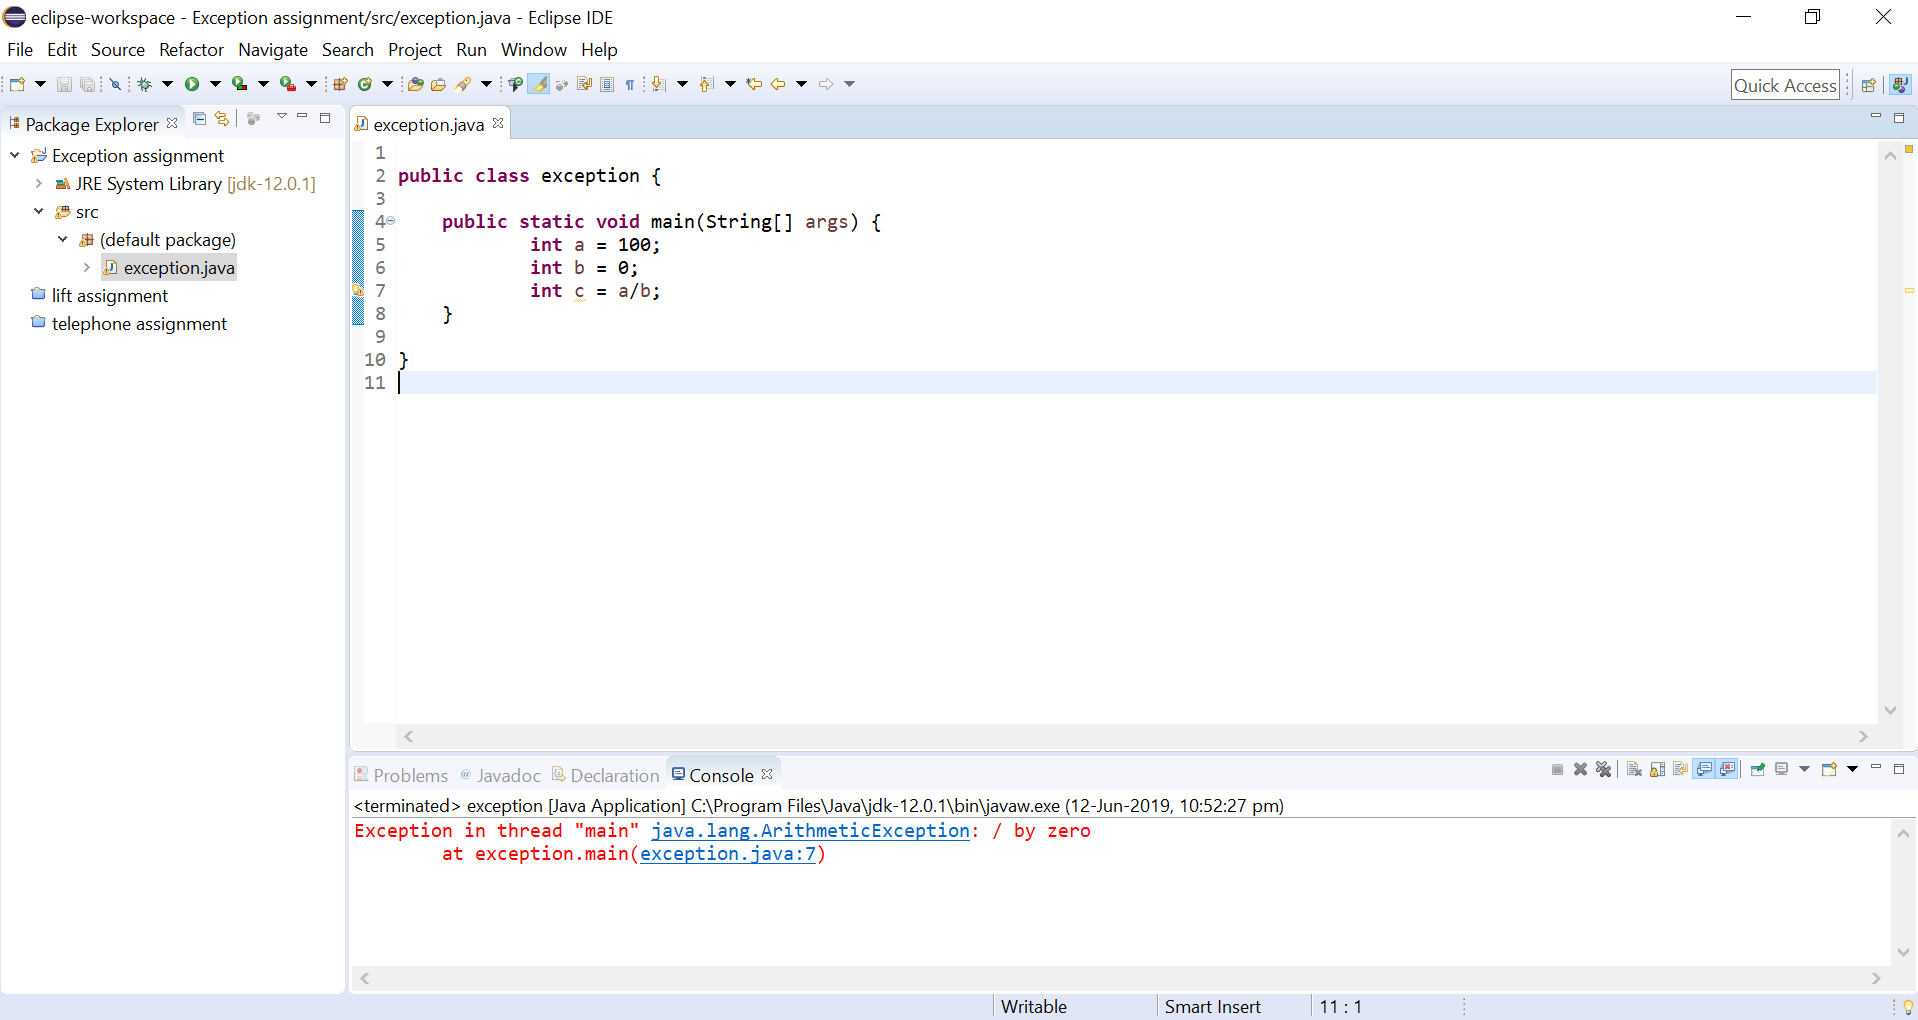 eclipse-workspace - Exception assignment/src/exception.java - Eclipse IDE
File Edit Source Refactor Navigate Search Project Run Window Help
Quick Access
Package Explorer
Exception assignment
JRE System Library [jdk-12.0.1]
src
(default package)
exception.java
lift assignment
telephone assignment
exception.java
1
2 public class exception {
3
4 public static void main(String[] args) {
5 int a = 100;
6 int b = 0;
7 int c = a/b;
8 }
9
10 }
11
Problems @ Javadoc Declaration Console
<terminated> exception [Java Application] C:\Program Files\Java\jdk-12.0.1\bin\javaw.exe (12-Jun-2019, 10:52:27 pm)
Exception in thread "main" java.lang.ArithmeticException: / by zero
at exception.main(exception.java:7)
Writable Smart Insert 11 : 1